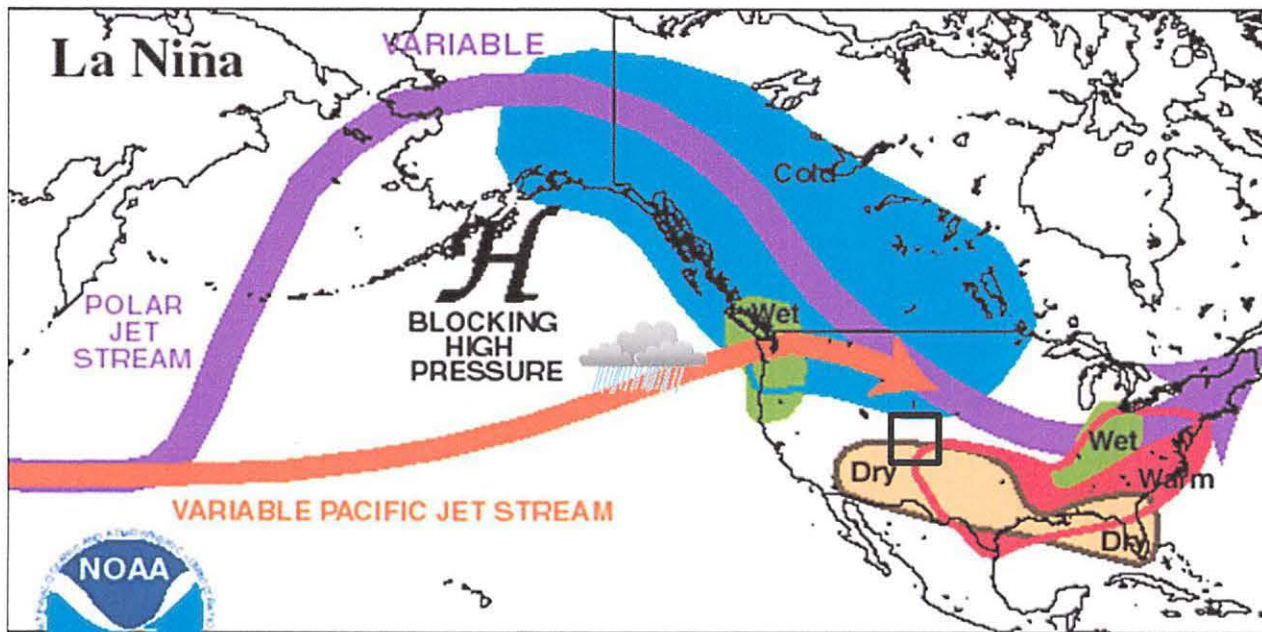 La Niña
VARIABLE
Cold
POLAR
JET
STREAM
H
BLOCKING
HIGH
PRESSURE
Wet
Wet
Dry
Warm
Dry
VARIABLE PACIFIC JET STREAM
NOAA